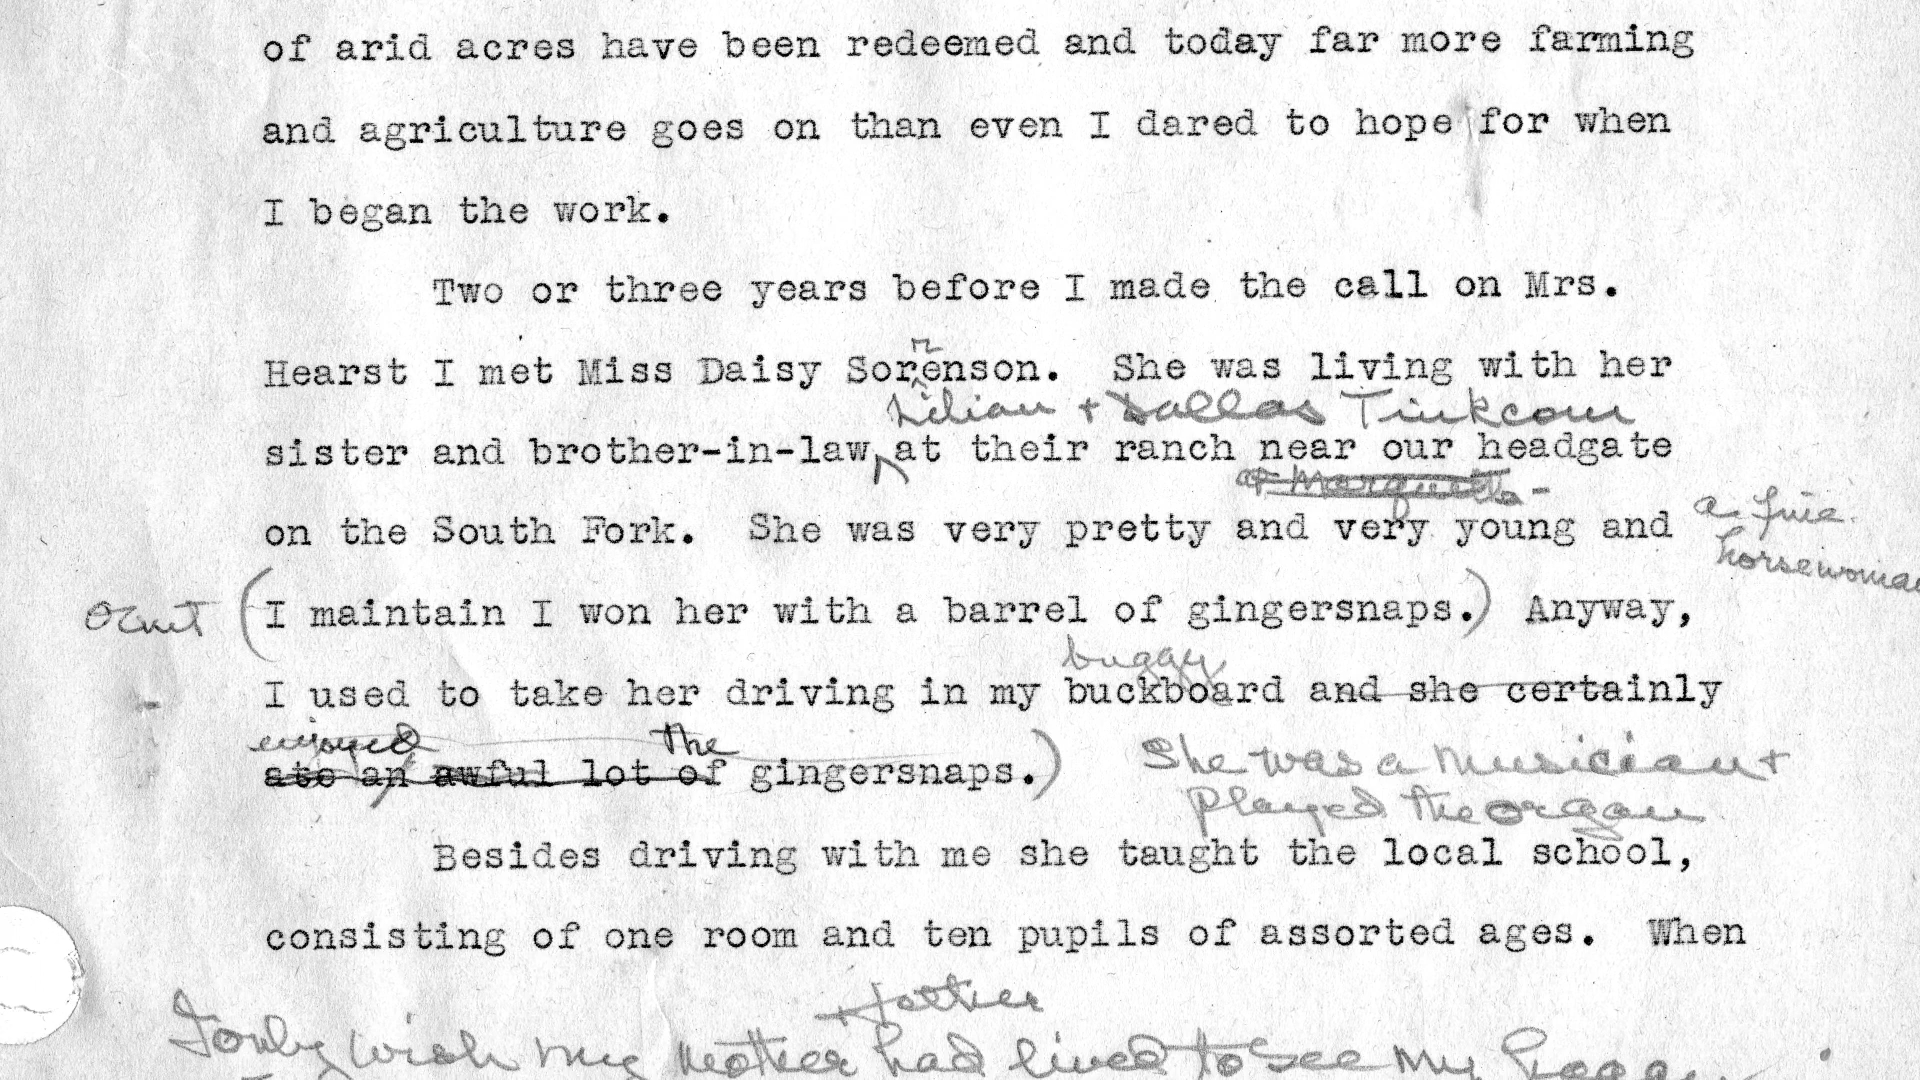 of arid acres have been redeemed and today far more farming
and agriculture goes on than even I dared to hope for when
I began the work.
Two or three years before I made the call on Mrs.
n
Hearst I met Miss Daisy Sorenson. She was living with her
Lilian + Dallas Tinkcom
sister and brother-in-law, at their ranch near our headgate
at Marquette-
on the South Fork. She was very pretty and very young and
a fine
horsewoman
omit (I maintain I won her with a barrel of gingersnaps.) Anyway,
buggy
I used to take her driving in my buckboard and she certainly
enjoyed the
ate an awful lot of gingersnaps.)
She was a musician +
played the organ
Besides driving with me she taught the local school,
consisting of one room and ten pupils of assorted ages. When
+ father
I only wish my mother had lived to see my